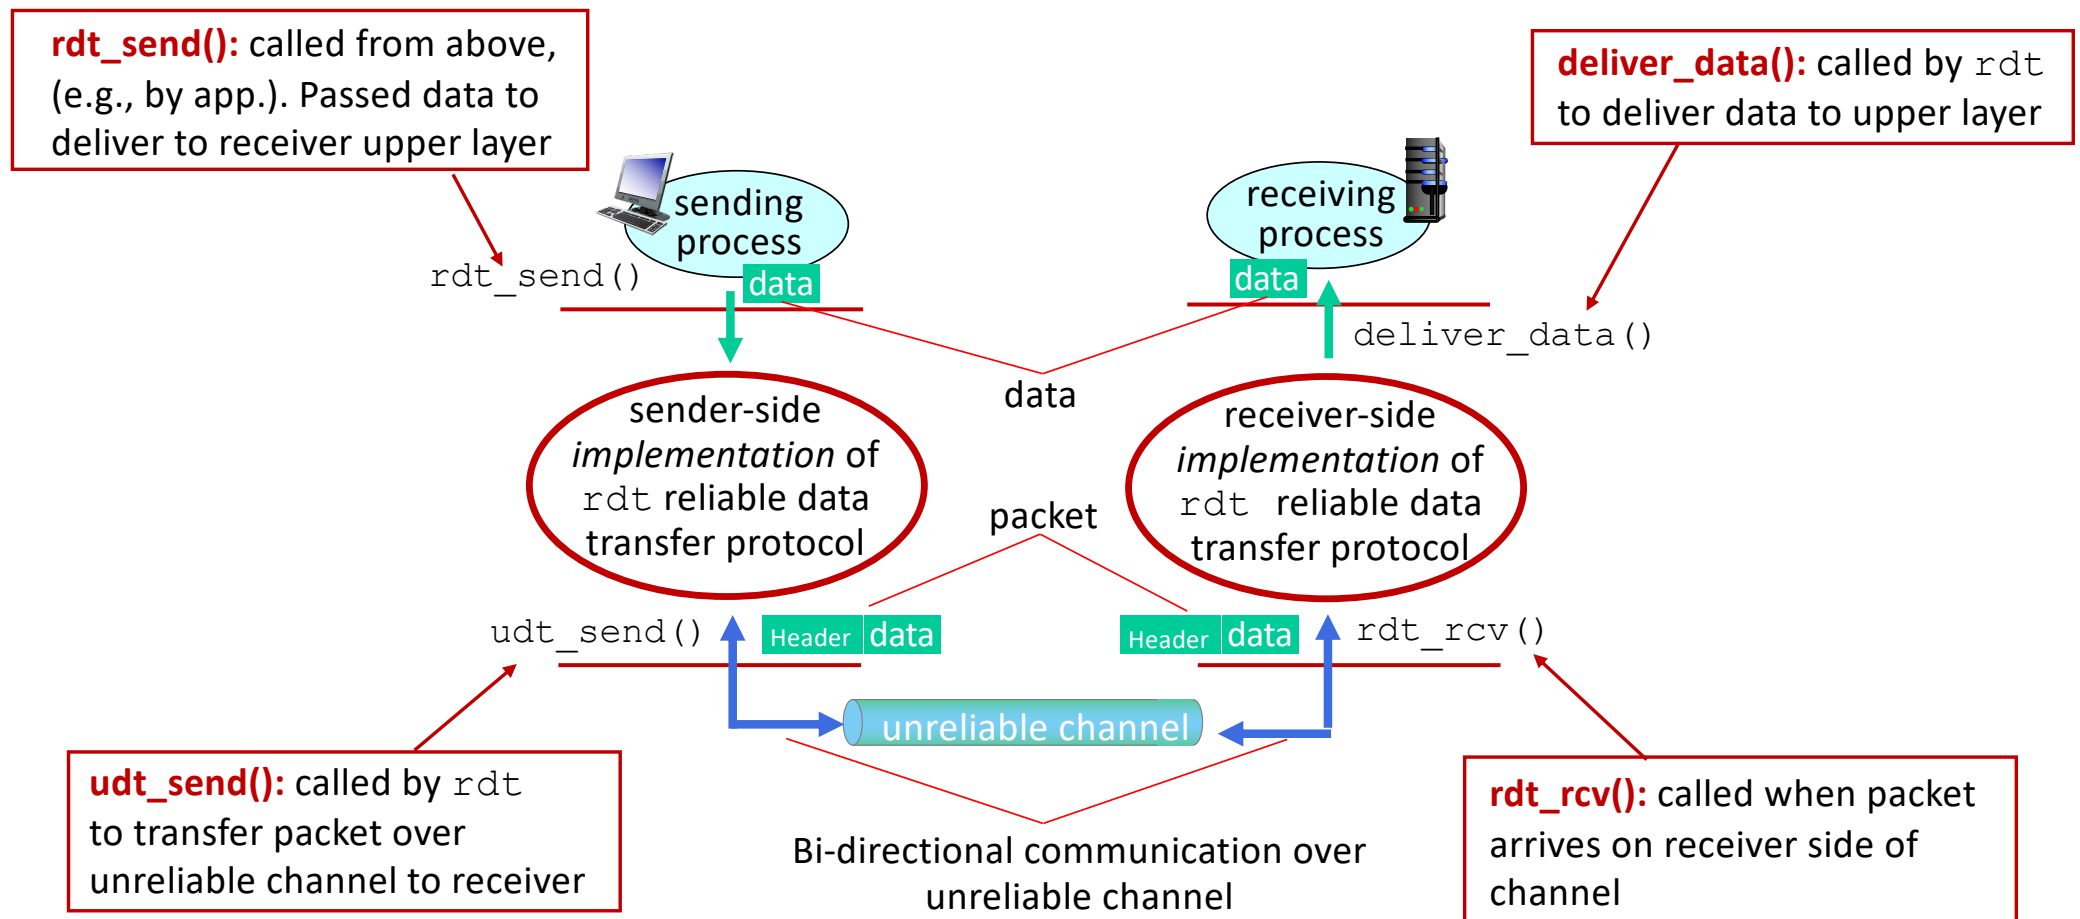 rdt_send(): called from above,
(e.g., by app.). Passed data to
deliver to receiver upper layer
deliver_data(): called by rdt
to deliver data to upper layer
sending
process
receiving
process
rdt_send()
data
data
deliver_data()
data
sender-side
implementation of
rdt reliable data
transfer protocol
receiver-side
implementation of
rdt reliable data
transfer protocol
packet
udt_send()
Header data
Header data
rdt_rcv()
unreliable channel
udt_send(): called by rdt
to transfer packet over
unreliable channel to receiver
Bi-directional communication over
unreliable channel
rdt_rcv(): called when packet
arrives on receiver side of
channel